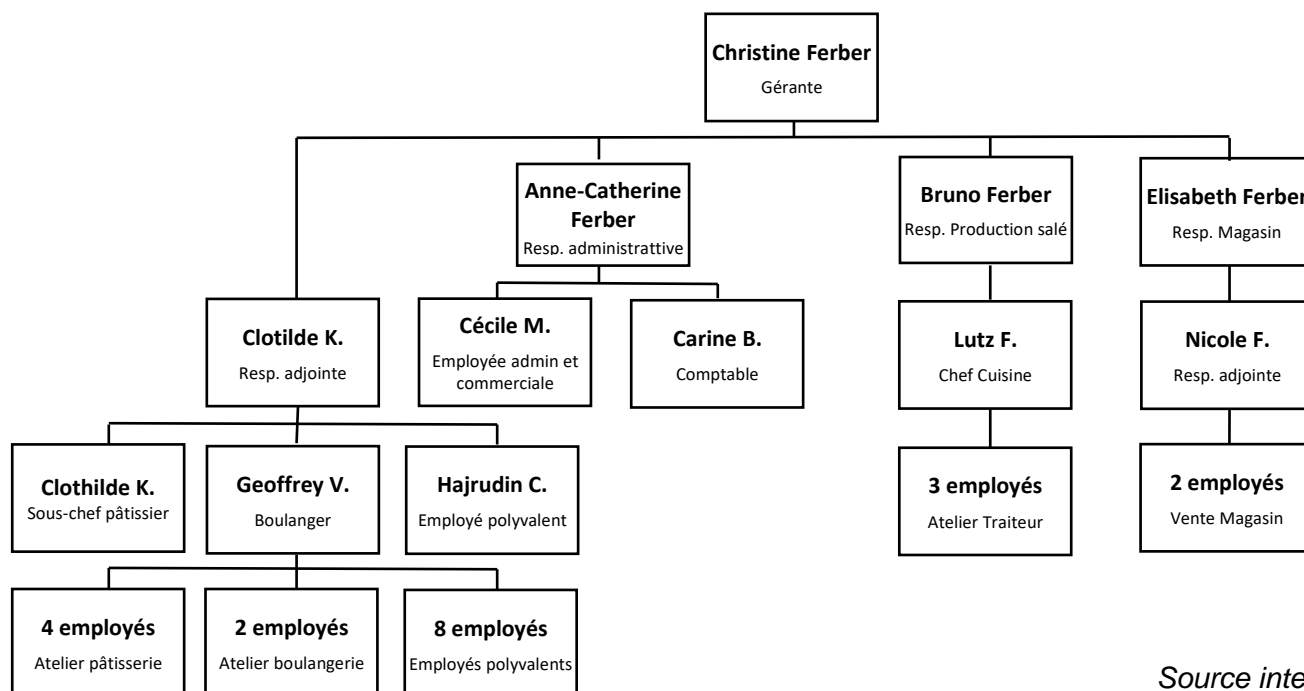 Christine Ferber
Gérante
Anne-Catherine
Ferber
Resp. administrattive
Bruno Ferber
Resp. Production salé
Elisabeth Ferber
Resp. Magasin
Clotilde K.
Resp. adjointe
Cécile M.
Employée admin et
commerciale
Carine B.
Comptable
Lutz F.
Chef Cuisine
Nicole F.
Resp. adjointe
Clothilde K.
Sous-chef pâtissier
Geoffrey V.
Boulanger
Hajrudin C.
Employé polyvalent
3 employés
Atelier Traiteur
2 employés
Vente Magasin
4 employés
Atelier pâtisserie
2 employés
Atelier boulangerie
8 employés
Employés polyvalents
Source inte